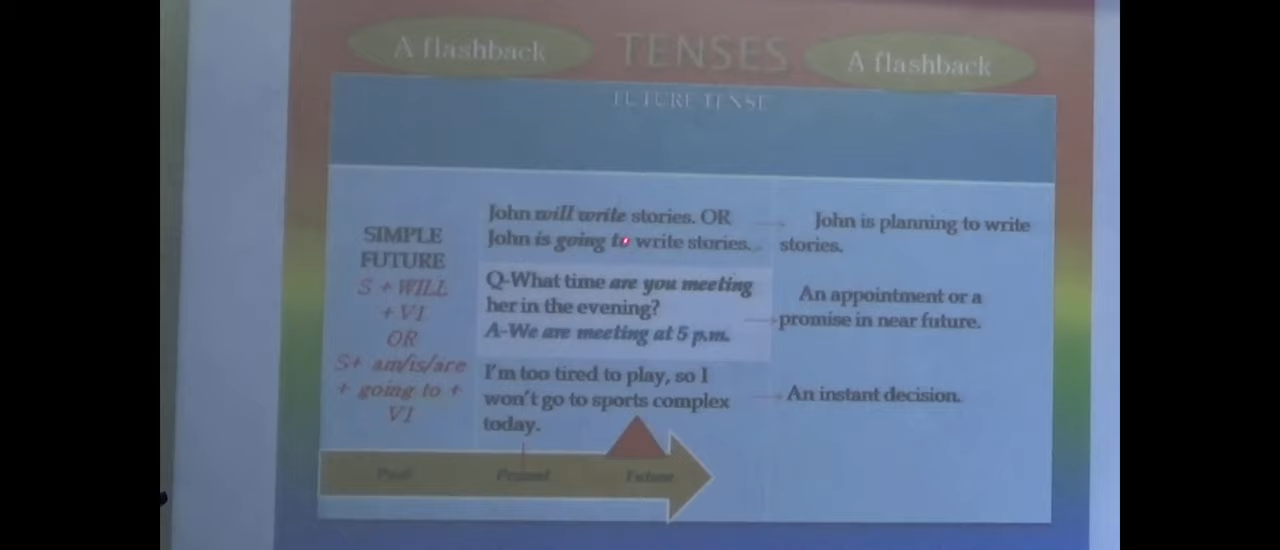 A flashback
TENSES
A flashback
FUTURE TENSE
SIMPLE
FUTURE
S + WILL
+ V1
OR
S+ am/is/are
+ going to +
V1
John will write stories. OR
John is going to write stories.
John is planning to write
stories.
Q-What time are you meeting
her in the evening?
A-We are meeting at 5 p.m.
An appointment or a
promise in near future.
I'm too tired to play, so I
won't go to sports complex
today.
An instant decision.
Past
Present
Future